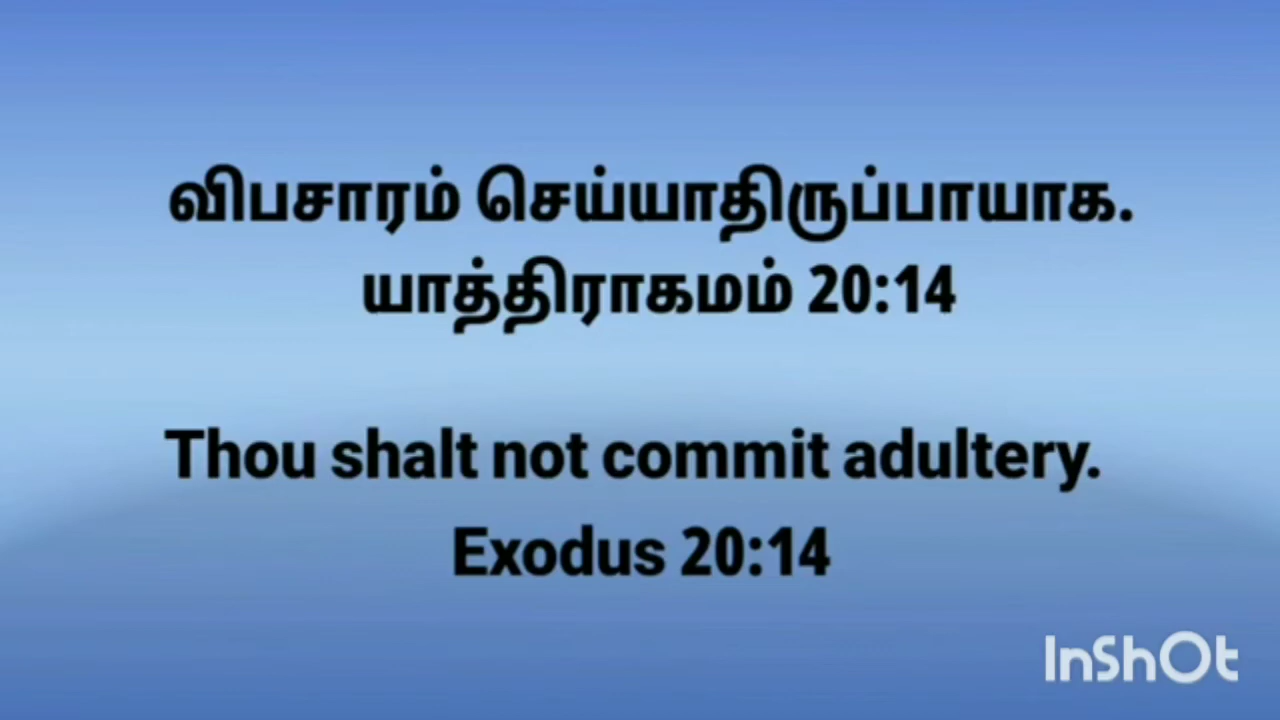 விபசாரம் செய்யாதிருப்பாயாக.
யாத்திராகமம் 20:14
Thou shalt not commit adultery.
Exodus 20:14
InShOt